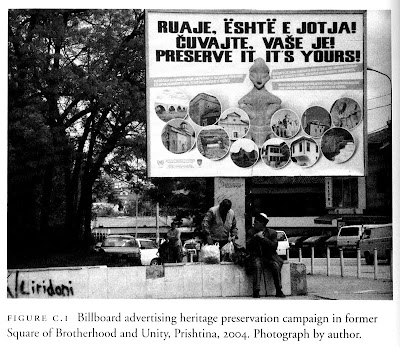 RUAJE, ËSHTË E JOTJA!
ČUVAJTE, VAŠE JE!
PRESERVE IT IT'S YOURS!
Liridoni
FIGURE C.1 Billboard advertising heritage preservation campaign in former
Square of Brotherhood and Unity, Prishtina, 2004. Photograph by author.